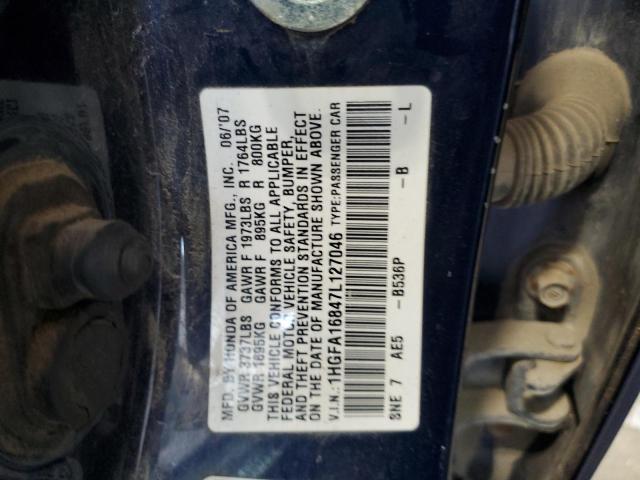 MFD. BY HONDA OF AMERICA MFG., INC. 06/'07
GVWR 3737LBS GAWR F 1973LBS R 1764LBS
GVWR 1695KG GAWR F 895KG R 800KG
THIS VEHICLE CONFORMS TO ALL APPLICABLE
FEDERAL MOTOR VEHICLE SAFETY, BUMPER,
AND THEFT PREVENTION STANDARDS IN EFFECT
ON THE DATE OF MANUFACTURE SHOWN ABOVE.
V.I.N.: 1HGFA16847L127046 TYPE:PASSENGER CAR
SNE 7 AE5 -B536P -B -L